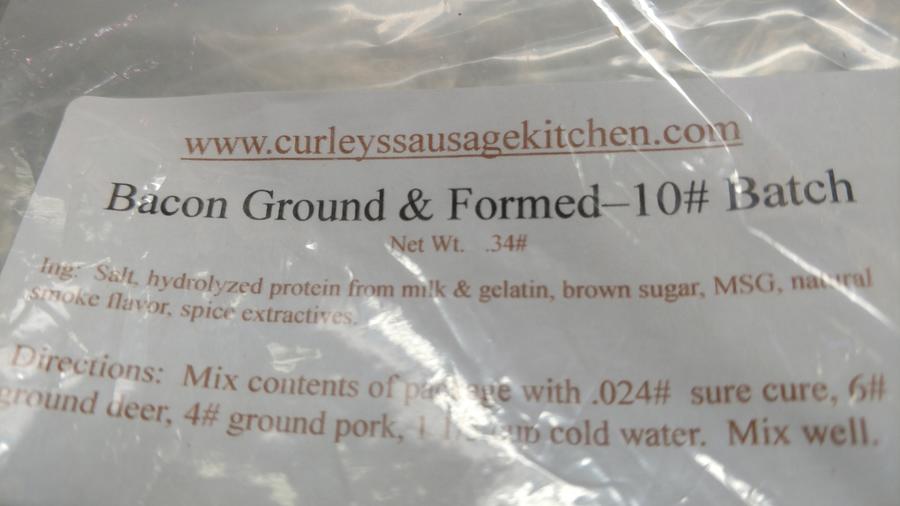 www.curleyssausagekitchen.com
Bacon Ground & Formed–10# Batch
Net Wt. .34#
Ing: Salt, hydrolyzed protein from milk & gelatin, brown sugar, MSG, natural
smoke flavor, spice extractives.
Directions: Mix contents of package with .024# sure cure, 6#
ground deer, 4# ground pork, 1 cup cold water. Mix well.